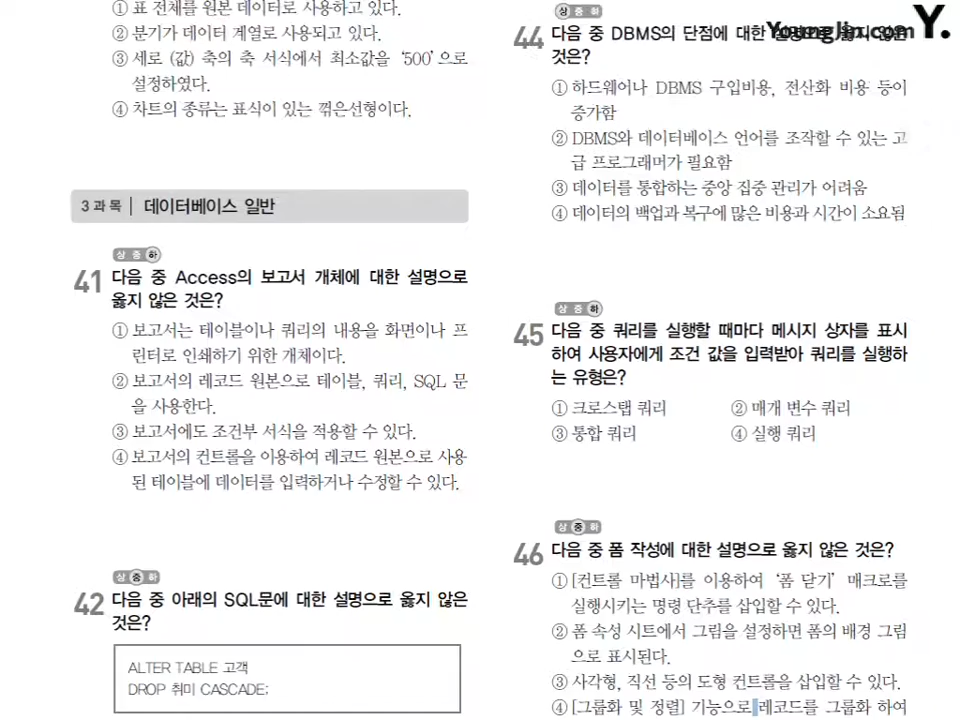 ① 표 전체를 원본 데이터로 사용하고 있다.
② 분기가 데이터 계열로 사용되고 있다.
③ 세로 (값) 축의 축 서식에서 최소값을 ‘500’으로
설정하였다.
④ 차트의 종류는 표식이 있는 꺾은선형이다.
3과목 데이터베이스 일반
상 중 하
41 다음 중 Access의 보고서 개체에 대한 설명으로
옳지 않은 것은?
① 보고서는 테이블이나 쿼리의 내용을 화면이나 프
린터로 인쇄하기 위한 개체이다.
② 보고서의 레코드 원본으로 테이블, 쿼리, SQL 문
을 사용한다.
③ 보고서에도 조건부 서식을 적용할 수 있다.
④ 보고서의 컨트롤을 이용하여 레코드 원본으로 사용
된 테이블에 데이터를 입력하거나 수정할 수 있다.
상 중 하
42 다음 중 아래의 SQL문에 대한 설명으로 옳지 않은
것은?
ALTER TABLE 고객
DROP 취미 CASCADE;
상 중 하
Youngjin.com Y.
44 다음 중 DBMS의 단점에 대한 설명으로 옳지 않은
것은?
① 하드웨어나 DBMS 구입비용, 전산화 비용 등이
증가함
② DBMS와 데이터베이스 언어를 조작할 수 있는 고
급 프로그래머가 필요함
③ 데이터를 통합하는 중앙 집중 관리가 어려움
④ 데이터의 백업과 복구에 많은 비용과 시간이 소요됨
상 중 하
45 다음 중 쿼리를 실행할 때마다 메시지 상자를 표시
하여 사용자에게 조건 값을 입력받아 쿼리를 실행하
는 유형은?
① 크로스탭 쿼리 ② 매개 변수 쿼리
③ 통합 쿼리 ④ 실행 쿼리
상 중 하
46 다음 중 폼 작성에 대한 설명으로 옳지 않은 것은?
① [컨트롤 마법사]를 이용하여 ‘폼 닫기’ 매크로를
실행시키는 명령 단추를 삽입할 수 있다.
② 폼 속성 시트에서 그림을 설정하면 폼의 배경 그림
으로 표시된다.
③ 사각형, 직선 등의 도형 컨트롤을 삽입할 수 있다.
④ [그룹화 및 정렬] 기능으로 레코드를 그룹화 하여